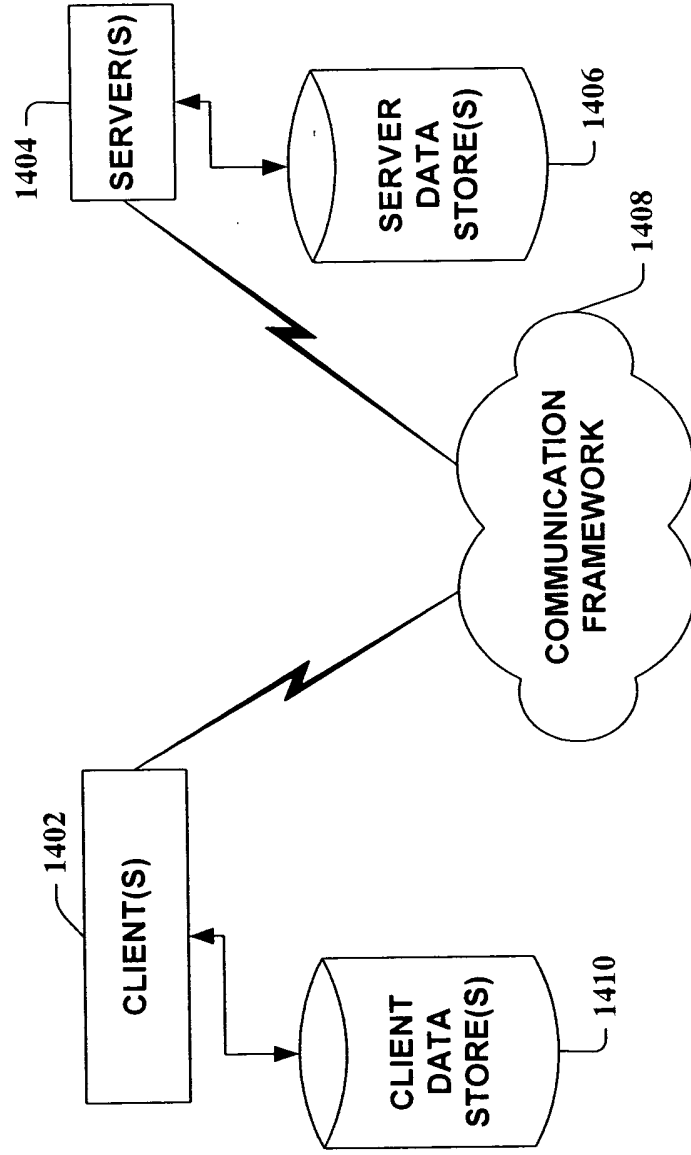 1402
CLIENT(S)
1404
SERVER(S)
CLIENT
DATA
STORE(S)
1410
SERVER
DATA
STORE(S)
1406
COMMUNICATION
FRAMEWORK
1408